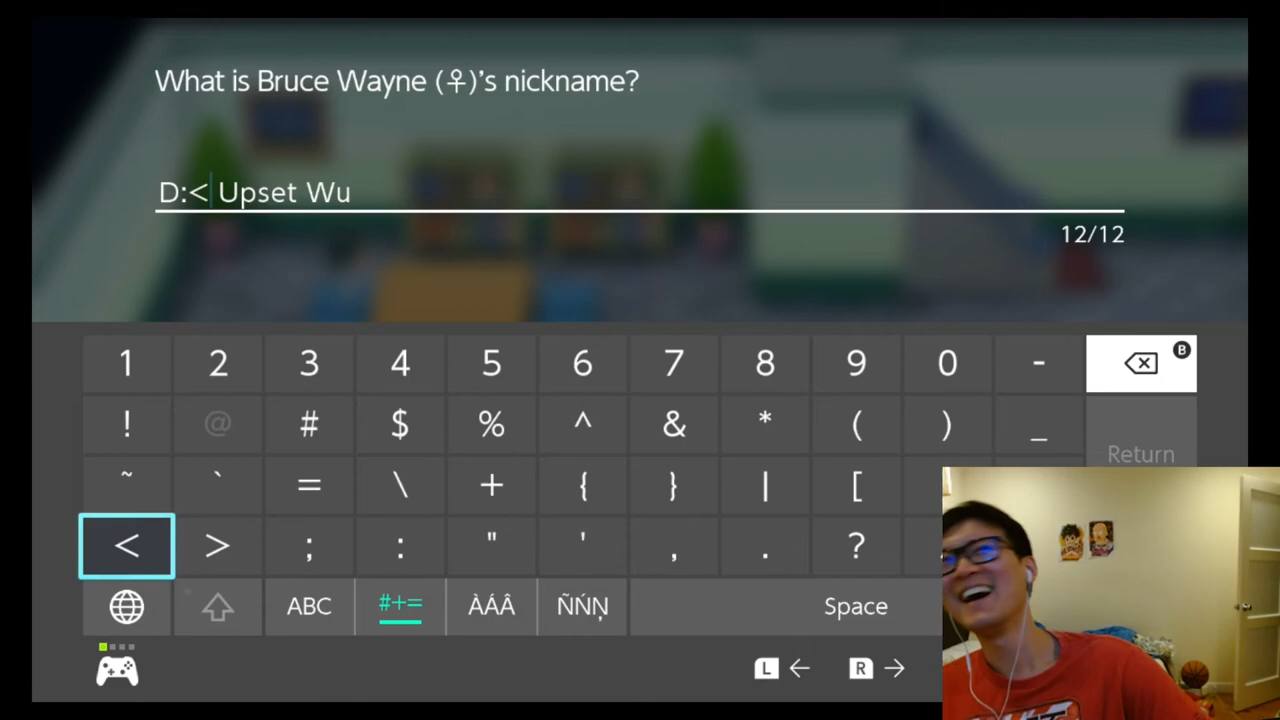 What is Bruce Wayne (♀)'s nickname?
D:< Upset Wu
12/12
1 2 3 4 5 6 7 8 9 0 - B
! @ # $ % ^ & * ( ) _
Return
~ ` = \ + { } | [
< > ; : " ' , . ?
ABC #+= ÀÁÂ ÑŃṆ Space
L ← R →